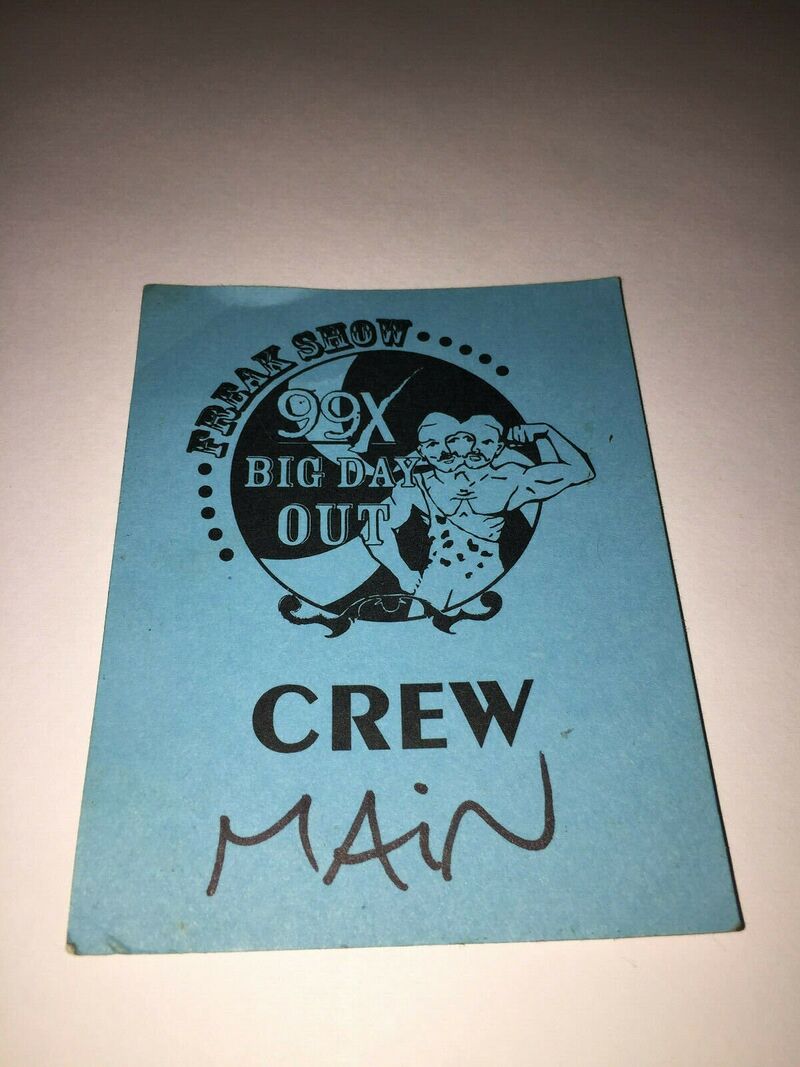 FREAK SHOW
99X
BIG DAY
OUT
CREW
MAiN